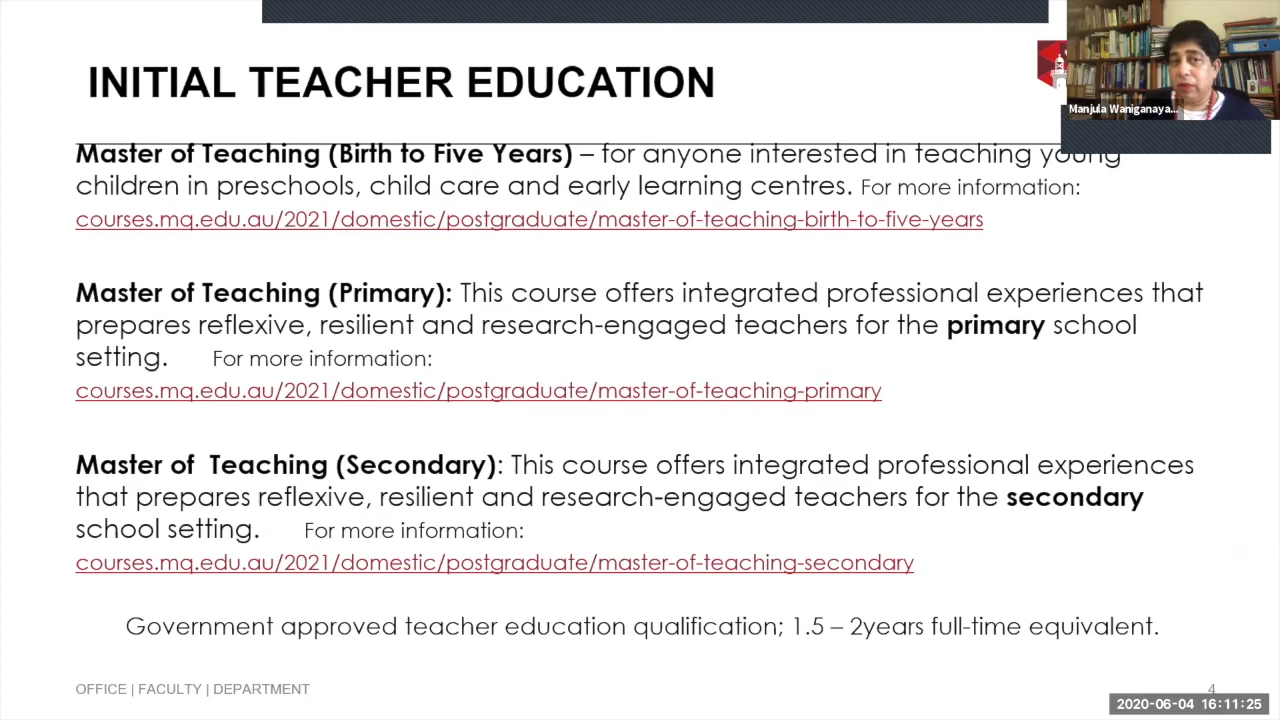 INITIAL TEACHER EDUCATION
Manjula Waniganaya...
Master of Teaching (Birth to Five Years) – for anyone interested in teaching young
children in preschools, child care and early learning centres. For more information:
courses.mq.edu.au/2021/domestic/postgraduate/master-of-teaching-birth-to-five-years
Master of Teaching (Primary): This course offers integrated professional experiences that
prepares reflexive, resilient and research-engaged teachers for the primary school
setting. For more information:
courses.mq.edu.au/2021/domestic/postgraduate/master-of-teaching-primary
Master of Teaching (Secondary): This course offers integrated professional experiences
that prepares reflexive, resilient and research-engaged teachers for the secondary
school setting. For more information:
courses.mq.edu.au/2021/domestic/postgraduate/master-of-teaching-secondary
Government approved teacher education qualification; 1.5 – 2years full-time equivalent.
OFFICE | FACULTY | DEPARTMENT
4
2020-06-04 16:11:25